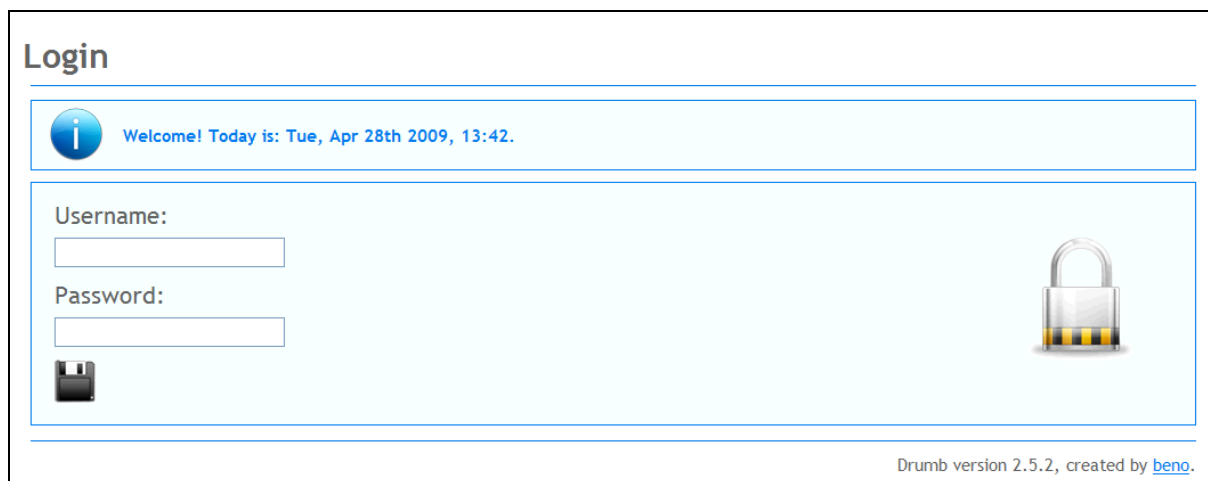 Login
Welcome! Today is: Tue, Apr 28th 2009, 13:42.
Username:
Password:
Drumb version 2.5.2, created by beno.